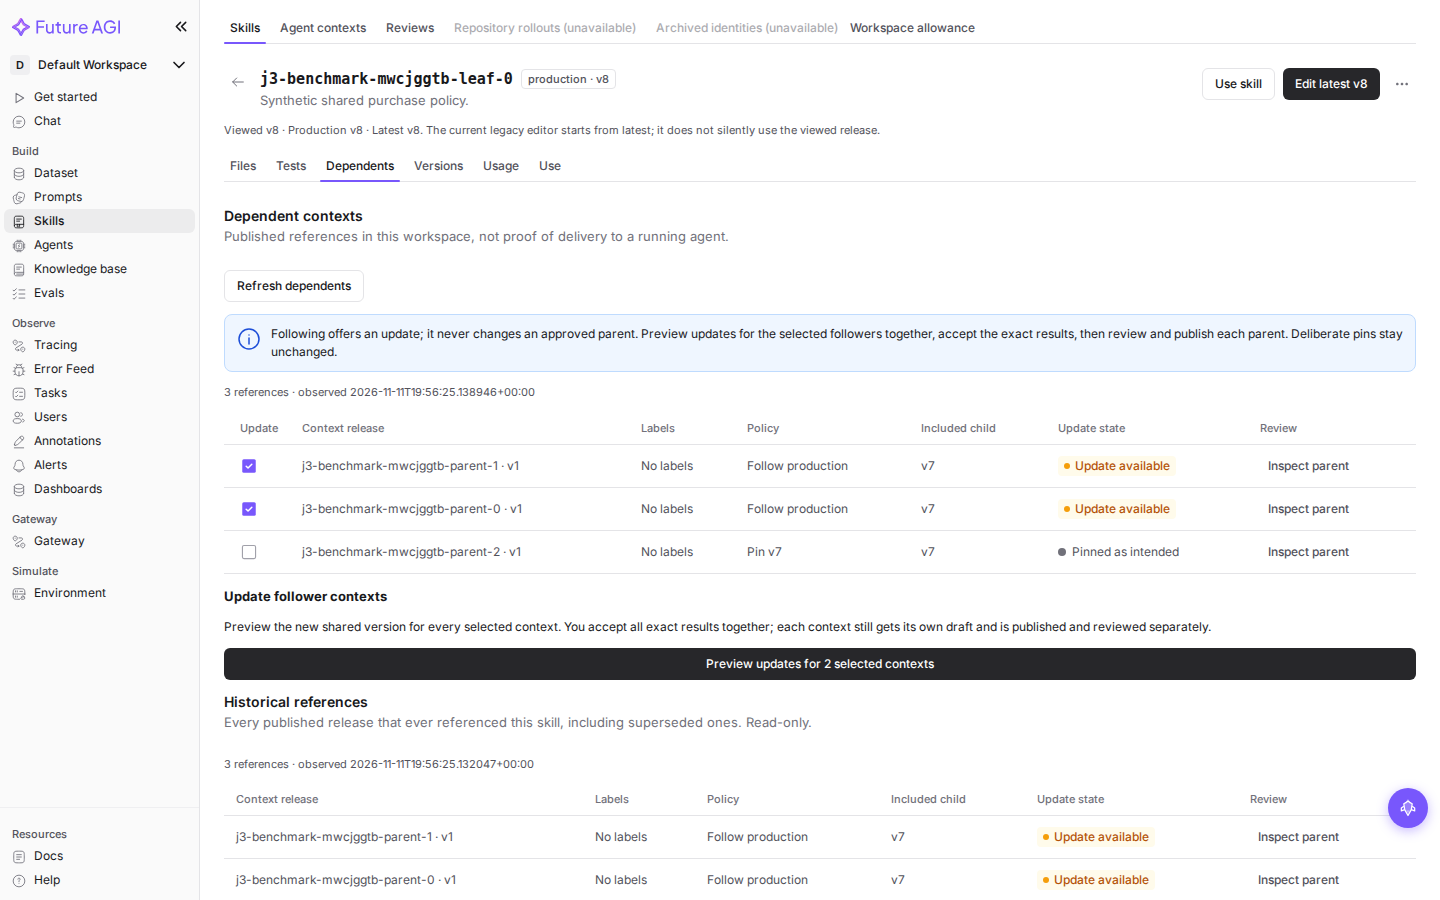 Future AGI
D Default Workspace
Get started
Chat
Build
Dataset
Prompts
Skills
Agents
Knowledge base
Evals
Observe
Tracing
Error Feed
Tasks
Users
Annotations
Alerts
Dashboards
Gateway
Gateway
Simulate
Environment
Resources
Docs
Help
Skills Agent contexts Reviews Repository rollouts (unavailable) Archived identities (unavailable) Workspace allowance
j3-benchmark-mwcjggtb-leaf-0 production · v8
Synthetic shared purchase policy.
Use skill Edit latest v8
Viewed v8 · Production v8 · Latest v8. The current legacy editor starts from latest; it does not silently use the viewed release.
Files Tests Dependents Versions Usage Use
Dependent contexts
Published references in this workspace, not proof of delivery to a running agent.
Refresh dependents
Following offers an update; it never changes an approved parent. Preview updates for the selected followers together, accept the exact results, then review and publish each parent. Deliberate pins stay
unchanged.
3 references · observed 2026-11-11T19:56:25.138946+00:00
Update Context release Labels Policy Included child Update state Review
j3-benchmark-mwcjggtb-parent-1 · v1 No labels Follow production v7 Update available Inspect parent
j3-benchmark-mwcjggtb-parent-0 · v1 No labels Follow production v7 Update available Inspect parent
j3-benchmark-mwcjggtb-parent-2 · v1 No labels Pin v7 v7 Pinned as intended Inspect parent
Update follower contexts
Preview the new shared version for every selected context. You accept all exact results together; each context still gets its own draft and is published and reviewed separately.
Preview updates for 2 selected contexts
Historical references
Every published release that ever referenced this skill, including superseded ones. Read-only.
3 references · observed 2026-11-11T19:56:25.132047+00:00
Context release Labels Policy Included child Update state Review
j3-benchmark-mwcjggtb-parent-1 · v1 No labels Follow production v7 Update available Inspect parent
j3-benchmark-mwcjggtb-parent-0 · v1 No labels Follow production v7 Update available Inspect parent